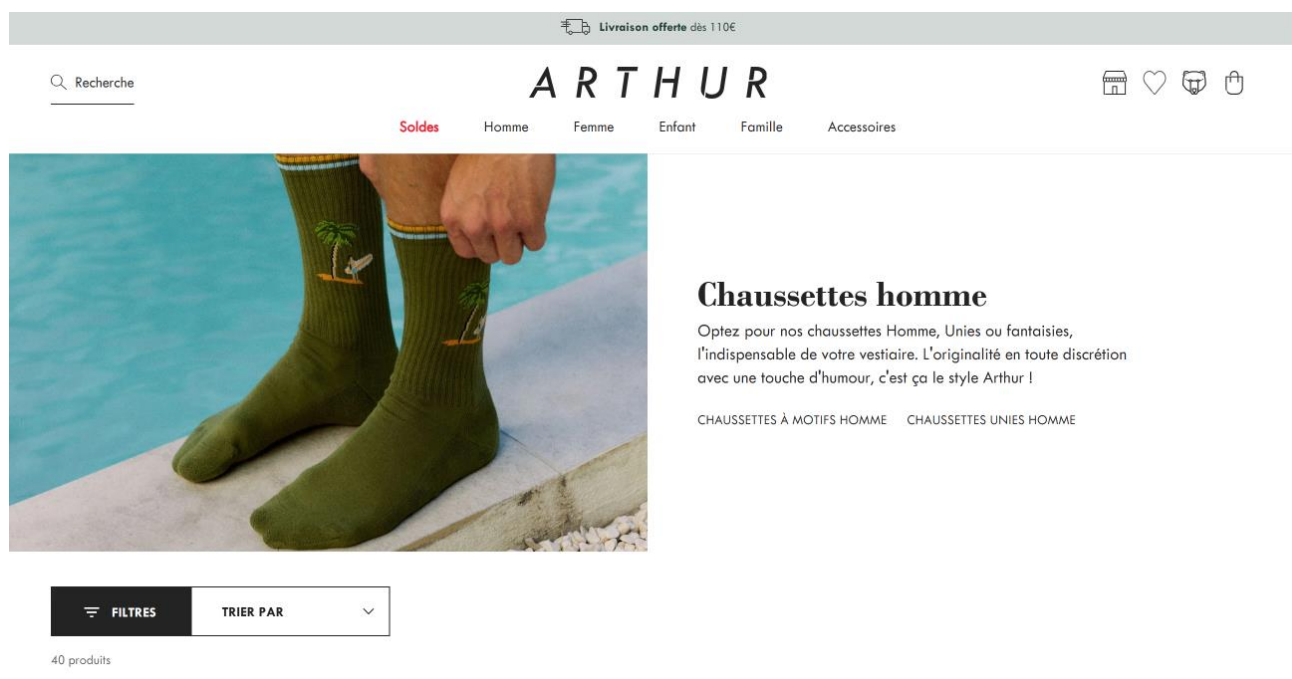 Livraison offerte dès 110€
Recherche
ARTHUR
Soldes Homme Femme Enfant Famille Accessoires
Chaussettes homme
Optez pour nos chaussettes Homme, Unies ou fantaisies,
l'indispensable de votre vestiaire. L'originalité en toute discrétion
avec une touche d'humour, c'est ça le style Arthur !
CHAUSSETTES À MOTIFS HOMME CHAUSSETTES UNIES HOMME
FILTRES TRIER PAR
40 produits